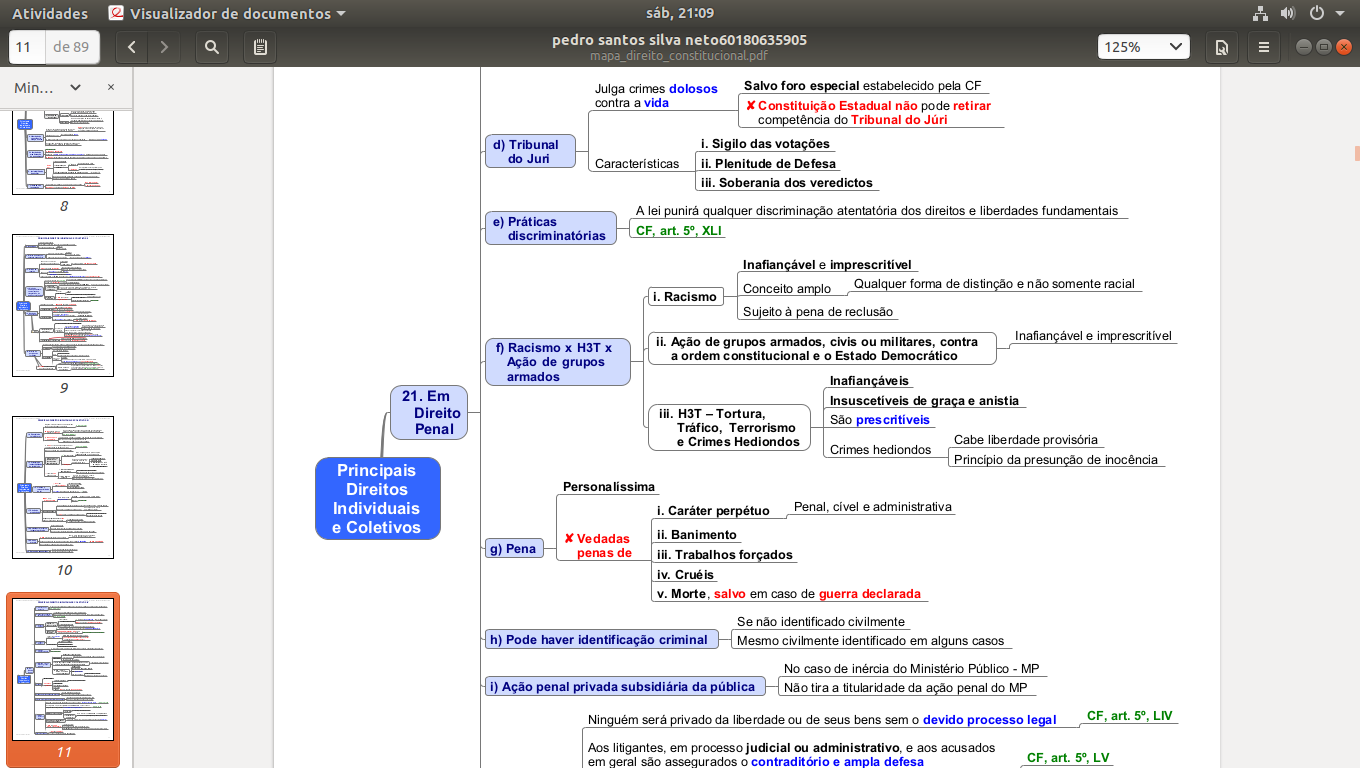 Atividades
Visualizador de documentos
sáb, 21:09
11 de 89
pedro santos silva neto60180635905
mapa_direito_constitucional.pdf
125%
Min...
8
9
10
11
Principais
Direitos
Individuais
e Coletivos
21. Em
Direito
Penal
d) Tribunal
do Juri
Julga crimes dolosos
contra a vida
Salvo foro especial estabelecido pela CF
✘ Constituição Estadual não pode retirar
competência do Tribunal do Júri
Características
i. Sigilo das votações
ii. Plenitude de Defesa
iii. Soberania dos veredictos
e) Práticas
discriminatórias
A lei punirá qualquer discriminação atentatória dos direitos e liberdades fundamentais
CF, art. 5º, XLI
f) Racismo x H3T x
Ação de grupos
armados
i. Racismo
Inafiançável e imprescritível
Conceito amplo
Qualquer forma de distinção e não somente racial
Sujeito à pena de reclusão
ii. Ação de grupos armados, civis ou militares, contra
a ordem constitucional e o Estado Democrático
Inafiançável e imprescritível
iii. H3T – Tortura,
Tráfico, Terrorismo
e Crimes Hediondos
Inafiançáveis
Insuscetíveis de graça e anistia
São prescritíveis
Crimes hediondos
Cabe liberdade provisória
Princípio da presunção de inocência
g) Pena
Personalíssima
✘ Vedadas
penas de
i. Caráter perpétuo
Penal, cível e administrativa
ii. Banimento
iii. Trabalhos forçados
iv. Cruéis
v. Morte, salvo em caso de guerra declarada
h) Pode haver identificação criminal
Se não identificado civilmente
Mesmo civilmente identificado em alguns casos
i) Ação penal privada subsidiária da pública
No caso de inércia do Ministério Público - MP
Não tira a titularidade da ação penal do MP
Ninguém será privado da liberdade ou de seus bens sem o devido processo legal
CF, art. 5º, LIV
Aos litigantes, em processo judicial ou administrativo, e aos acusados
em geral são assegurados o contraditório e ampla defesa
CF, art. 5º, LV